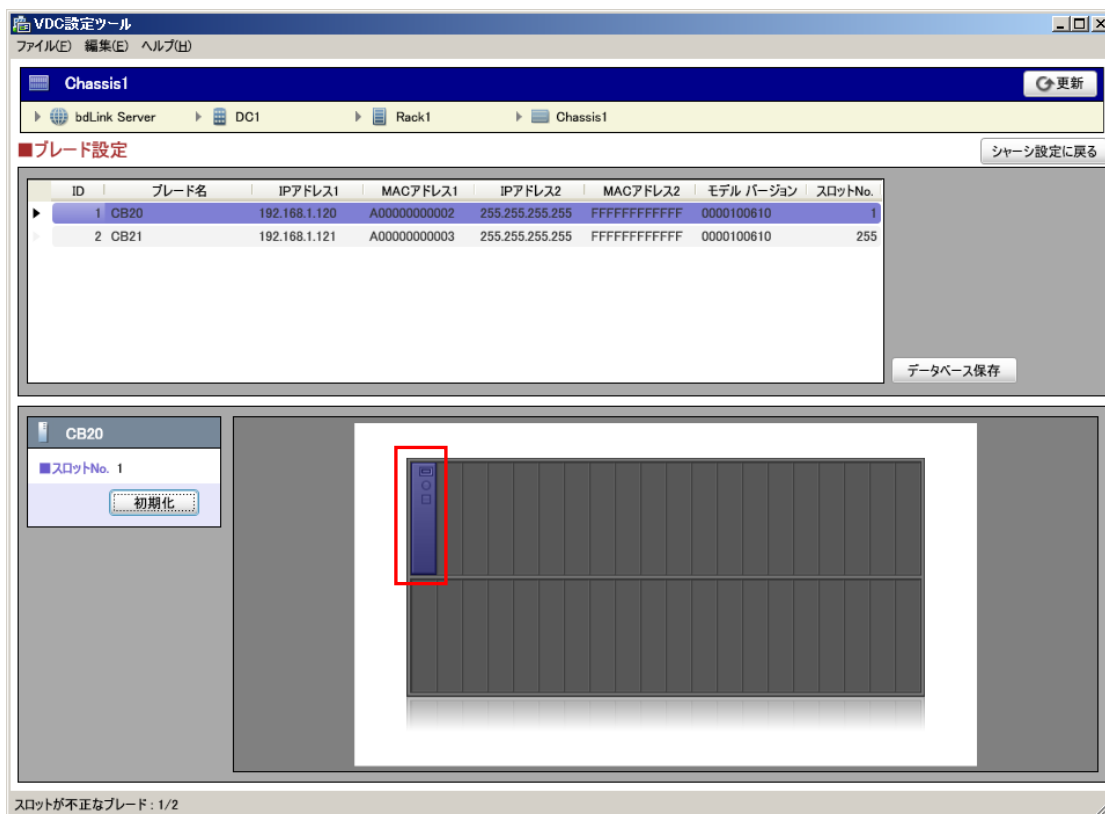 VDC設定ツール
ファイル(F) 編集(E) ヘルプ(H)
Chassis1 更新
bdLink Server DC1 Rack1 Chassis1
■ブレード設定 シャーシ設定に戻る
ID ブレード名 IPアドレス1 MACアドレス1 IPアドレス2 MACアドレス2 モデル バージョン スロットNo.
1 CB20 192.168.1.120 A00000000002 255.255.255.255 FFFFFFFFFFFF 0000100610 1
2 CB21 192.168.1.121 A00000000003 255.255.255.255 FFFFFFFFFFFF 0000100610 255
データベース保存
CB20
■スロットNo. 1
初期化
スロットが不正なブレード : 1/2